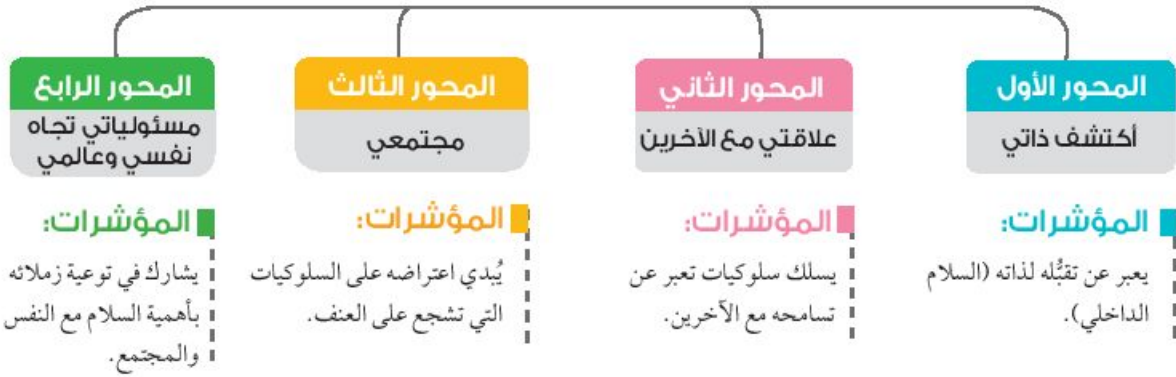 المحور الأول
أكتشف ذاتي
المؤشرات:
يعبر عن تقبُّله لذاته (السلام
الداخلي).
المحور الثاني
علاقتي مع الآخرين
المؤشرات:
يسلك سلوكيات تعبر عن
تسامحه مع الآخرين.
المحور الثالث
مجتمعي
المؤشرات:
يُبدي اعتراضه على السلوكيات
التي تشجع على العنف.
المحور الرابع
مسئولياتي تجاه
نفسي وعالمي
المؤشرات:
يشارك في توعية زملائه
بأهمية السلام مع النفس
والمجتمع.